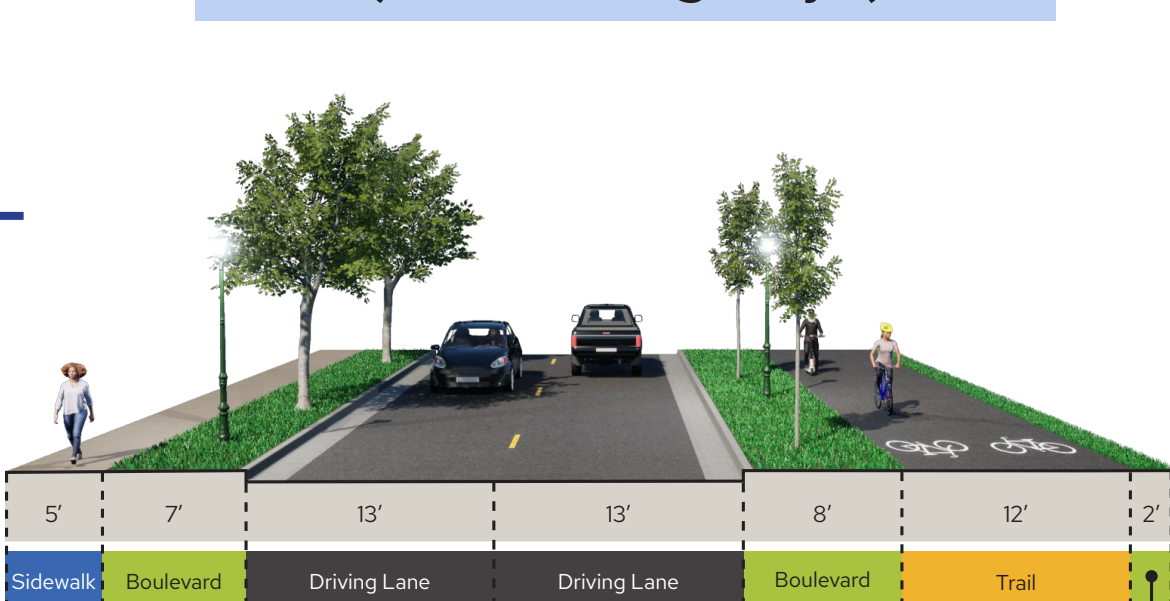 5′ 7′ 13′ 13′ 8′ 12′ 2′
Sidewalk Boulevard Driving Lane Driving Lane Boulevard Trail